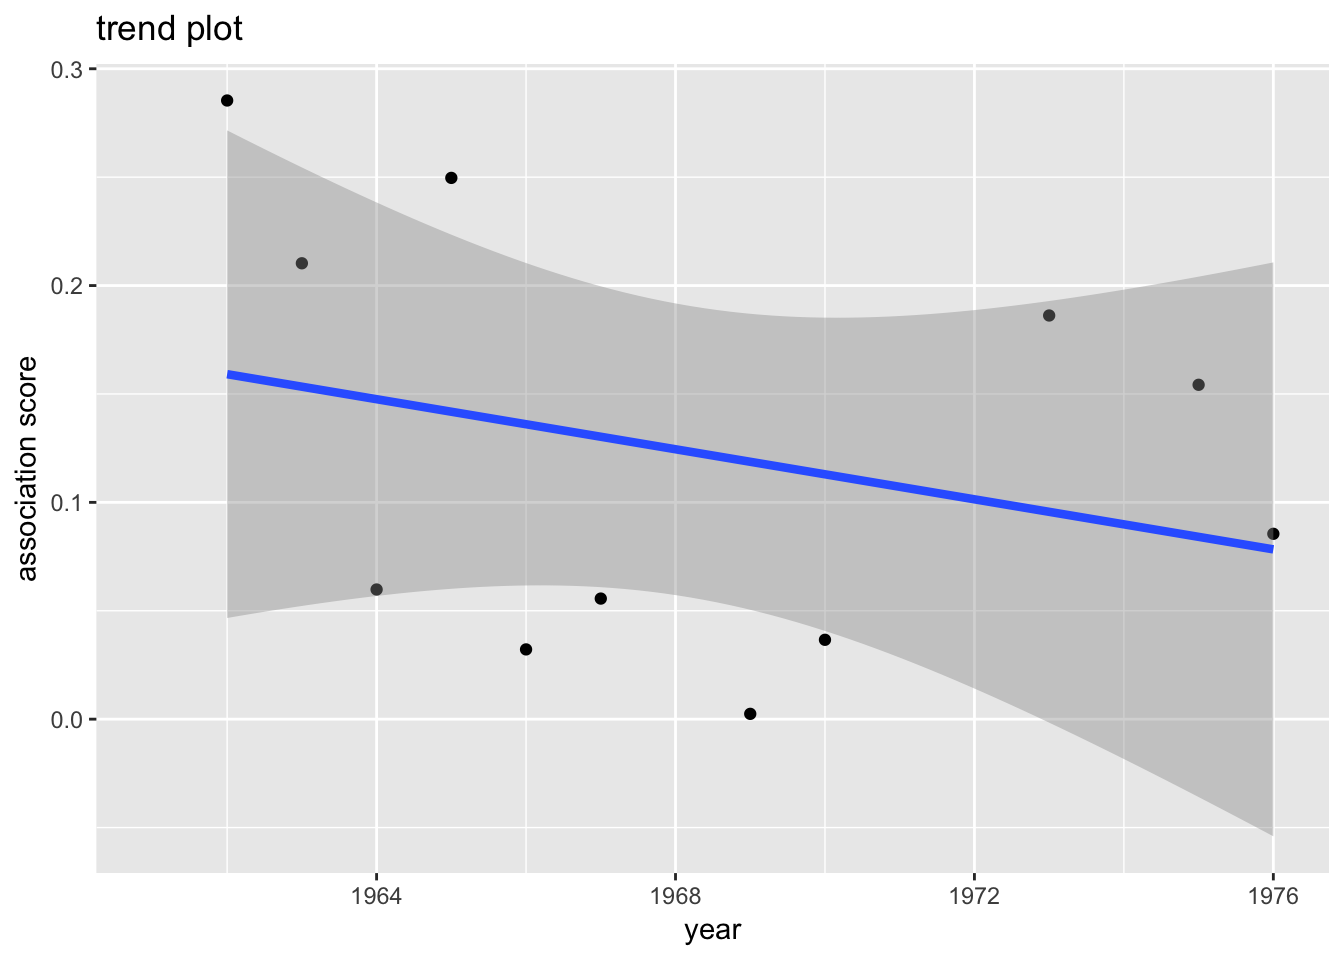 trend plot
association score
0.3
0.2
0.1
0.0
1964 1968 1972 1976
year